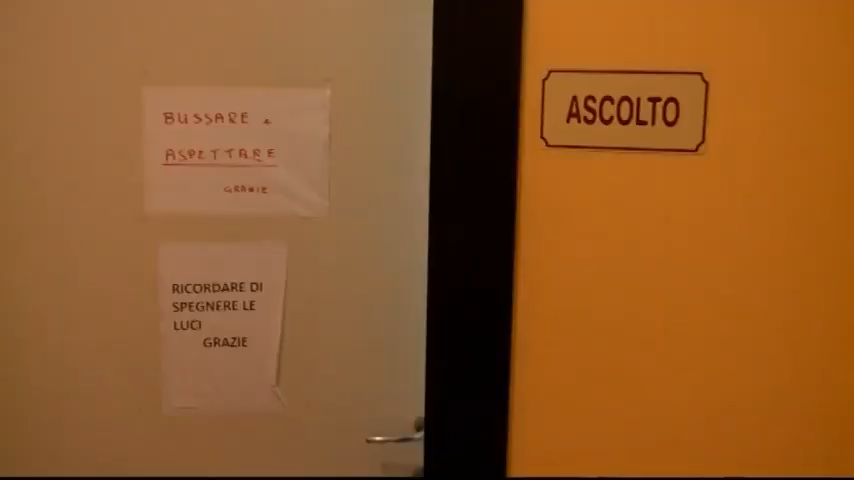 BUSSARE e
ASPETTARE
GRAZIE
RICORDARE DI
SPEGNERE LE
LUCI
GRAZIE
ASCOLTO